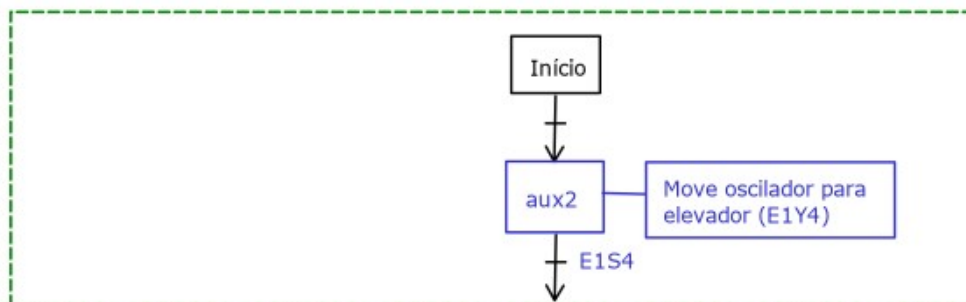 Início
aux2
Move oscilador para
elevador (E1Y4)
E1S4